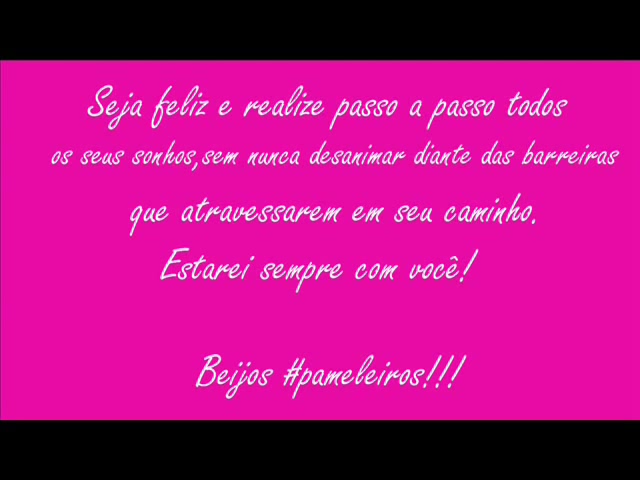 Seja feliz e realize passo a passo todos
os seus sonhos,sem nunca desanimar diante das barreiras
que atravessarem em seu caminho.
Estarei sempre com você!
Beijos #pameleiros!!!